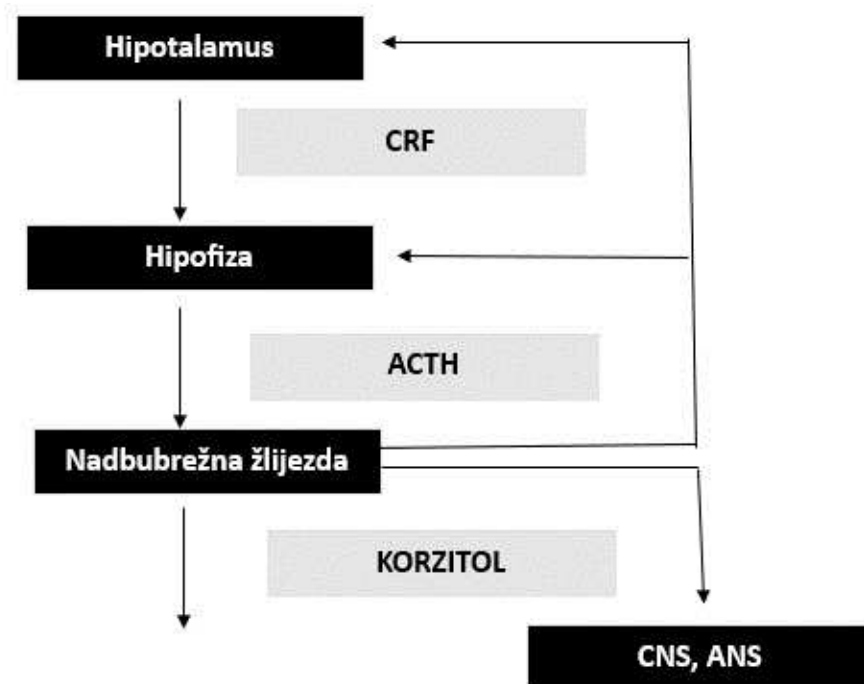 Hipotalamus
CRF
Hipofiza
ACTH
Nadbubrežna žlijezda
KORZITOL
CNS, ANS